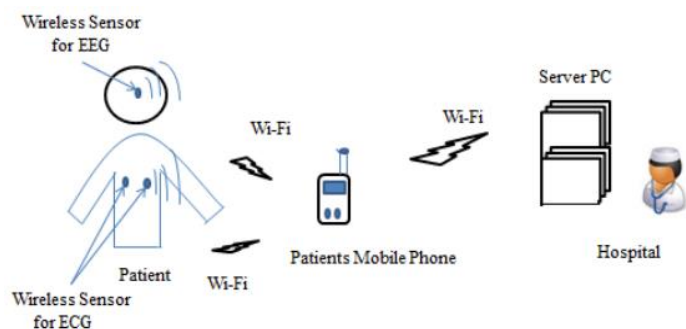 Wireless Sensor
for EEG
Server PC
Wi-Fi
Wi-Fi
Patients Mobile Phone
Hospital
Patient
Wi-Fi
Wireless Sensor
for ECG